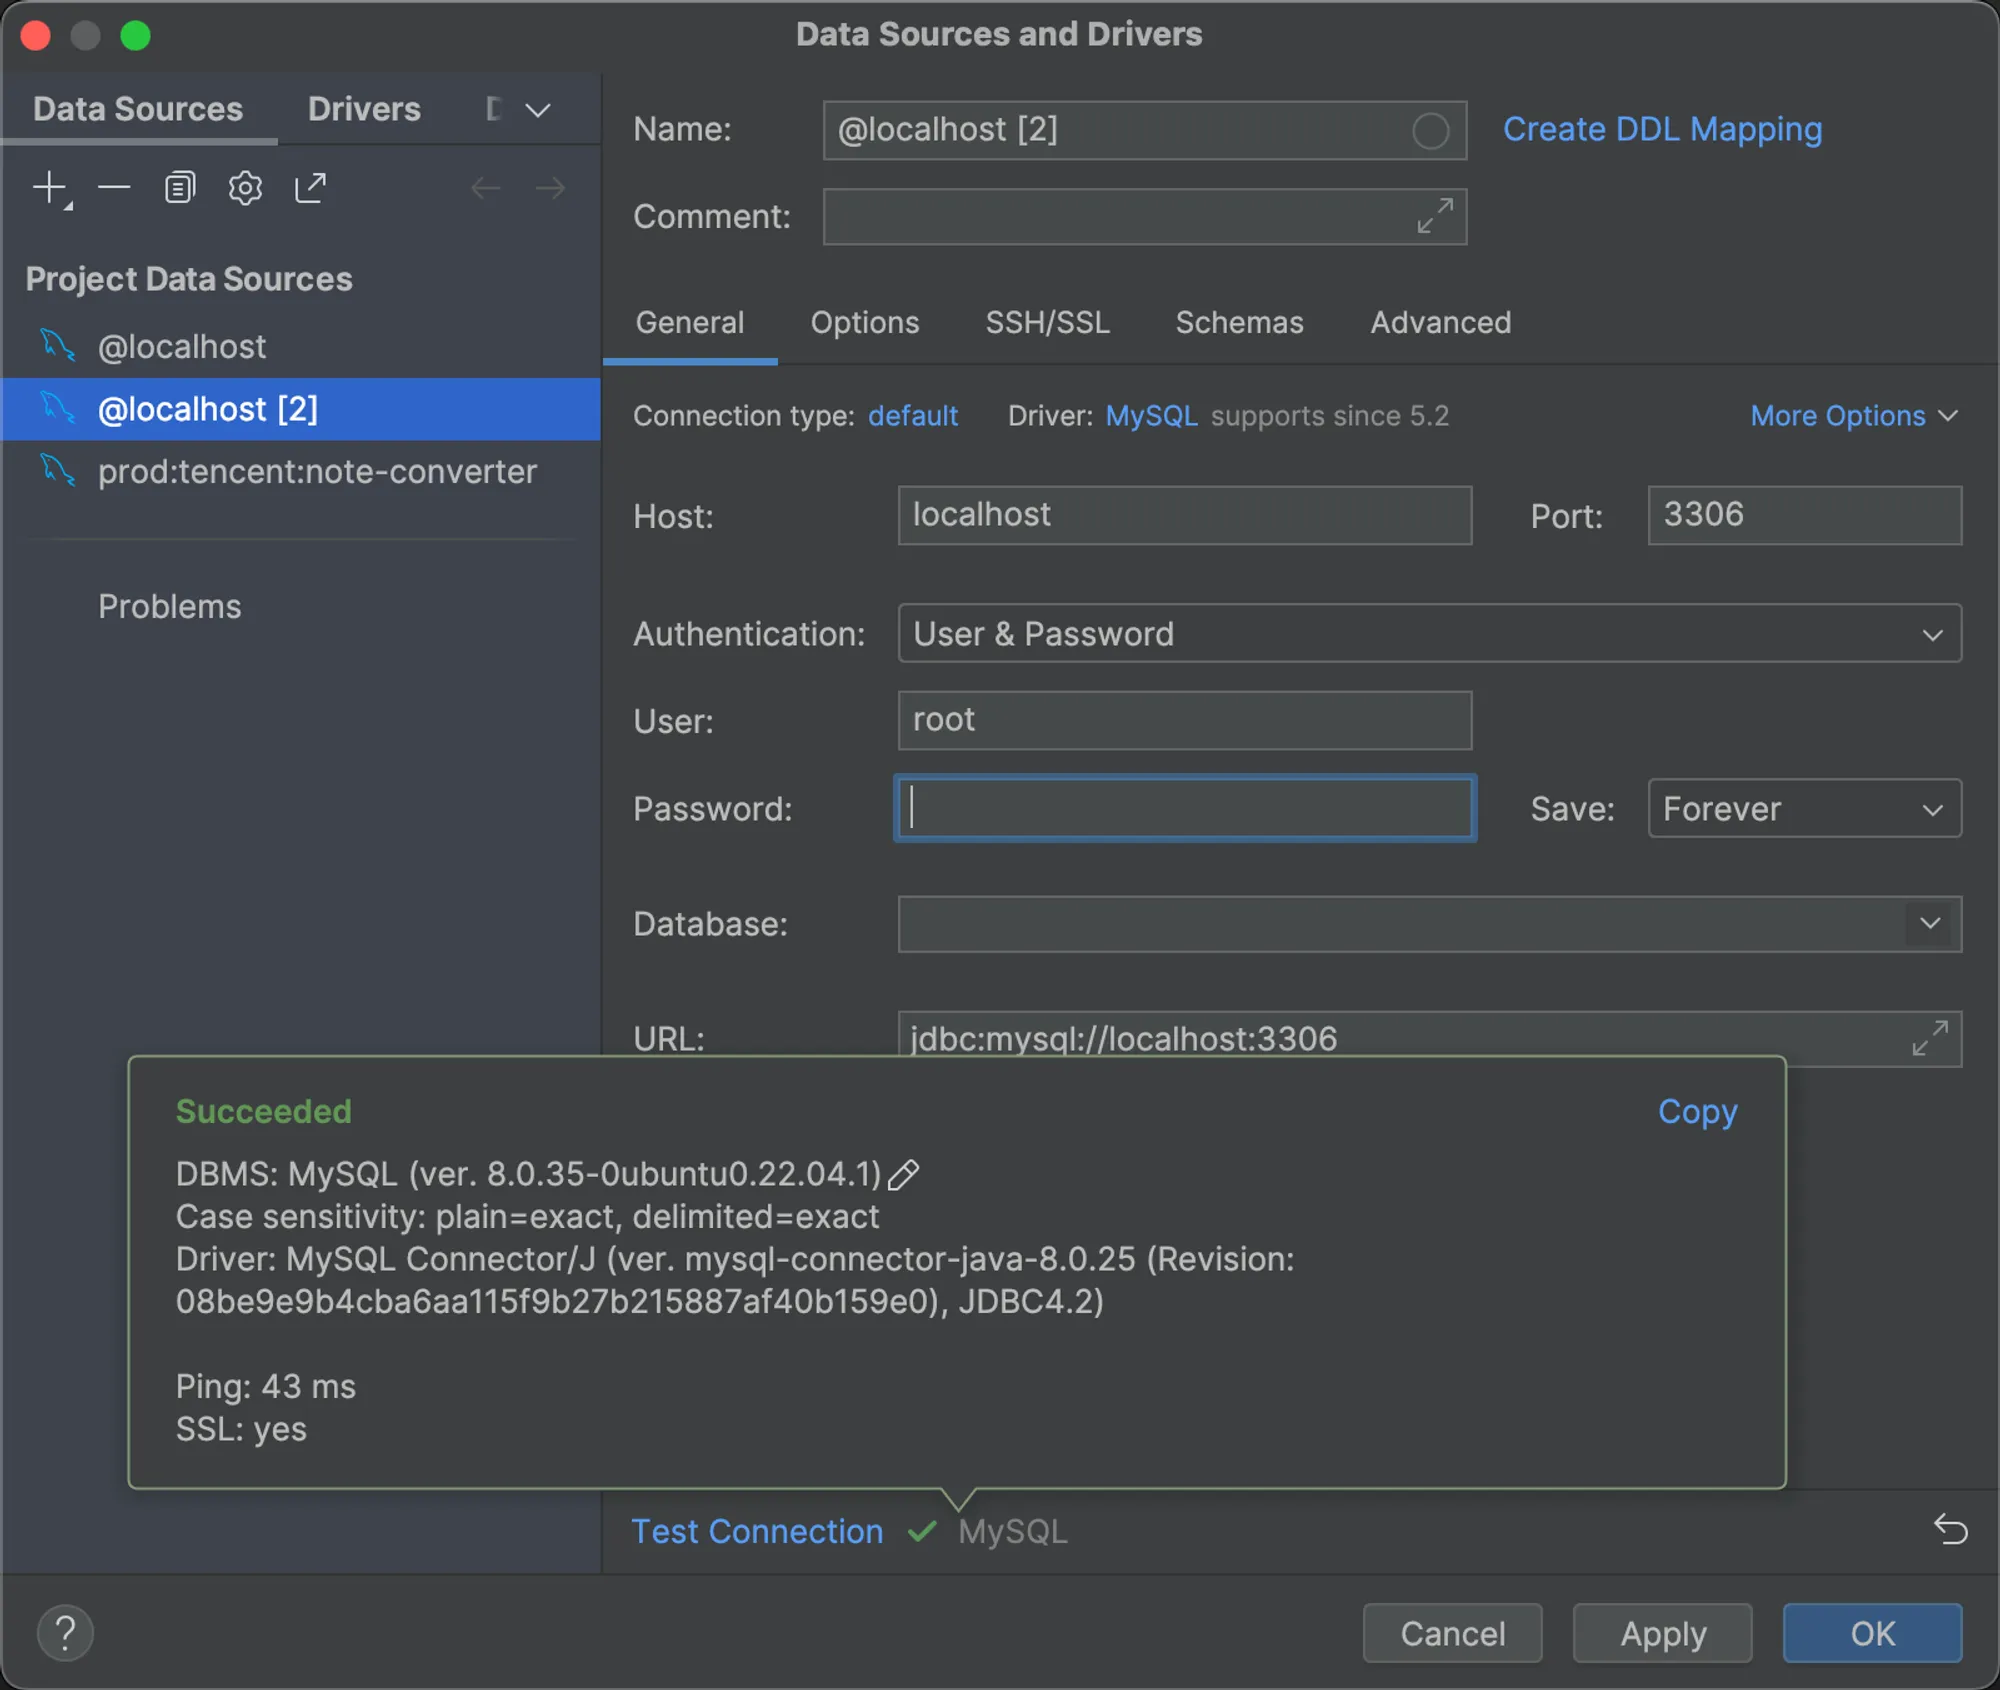 Data Sources and Drivers
Data Sources Drivers
Name: @localhost [2] Create DDL Mapping
Comment:
Project Data Sources
@localhost
@localhost [2]
prod:tencent:note-converter
Problems
General Options SSH/SSL Schemas Advanced
Connection type: default Driver: MySQL supports since 5.2 More Options
Host: localhost Port: 3306
Authentication: User & Password
User: root
Password: Save: Forever
Database:
URL: jdbc:mysql://localhost:3306
Succeeded Copy
DBMS: MySQL (ver. 8.0.35-0ubuntu0.22.04.1)
Case sensitivity: plain=exact, delimited=exact
Driver: MySQL Connector/J (ver. mysql-connector-java-8.0.25 (Revision:
08be9e9b4cba6aa115f9b27b215887af40b159e0), JDBC4.2)
Ping: 43 ms
SSL: yes
Test Connection MySQL
? Cancel Apply OK